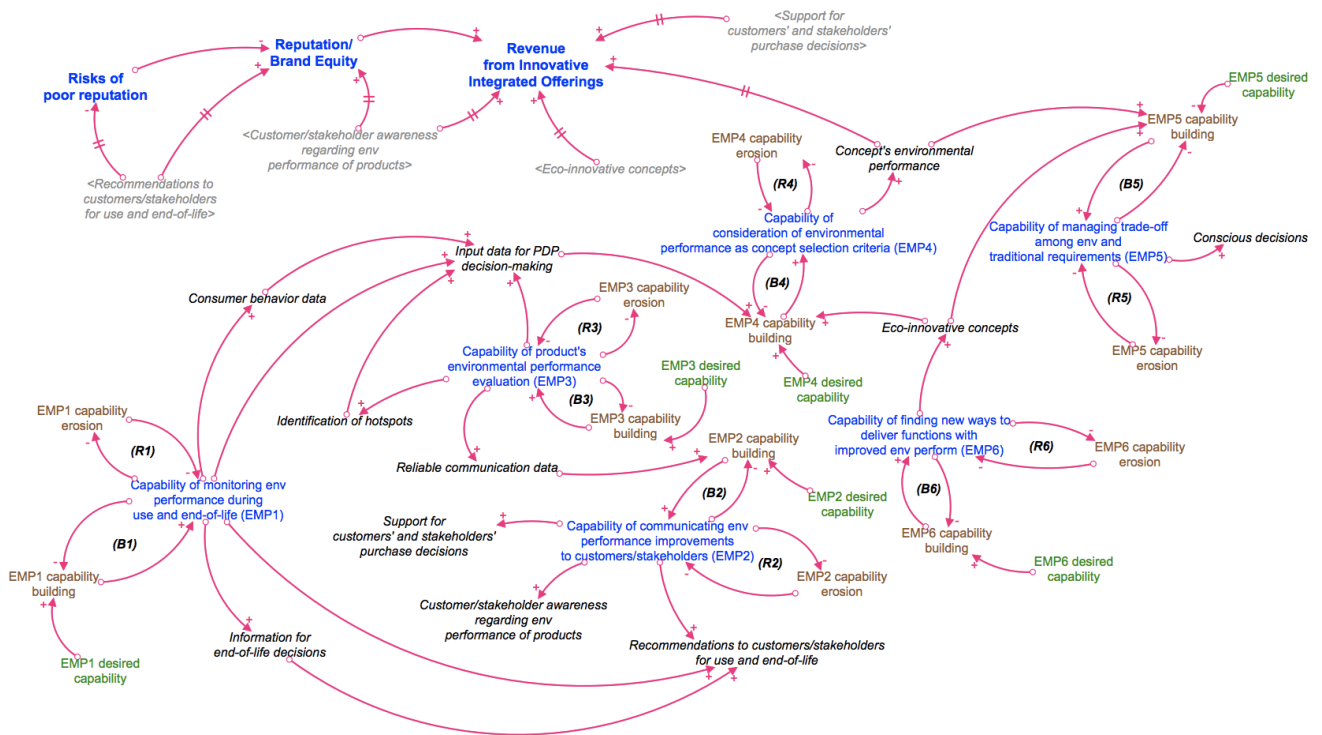 <Support for
customers' and stakeholders'
purchase decisions>
Reputation/
Brand Equity
Revenue
from Innovative
Integrated Offerings
Risks of
poor reputation
EMP5 desired
capability
EMP5 capability
building
<Customer/stakeholder awareness
regarding env
performance of products>
EMP4 capability
erosion
Concept's environmental
performance
<Eco-innovative concepts>
<Recommendations to
customers/stakeholders
for use and end-of-life>
(R4)
(B5)
Capability of
consideration of environmental
performance as concept selection criteria (EMP4)
Capability of managing trade-off
among env and
traditional requirements (EMP5)
Conscious decisions
Input data for PDP
decision-making
(B4)
(R5)
Consumer behavior data
EMP3 capability
erosion
(R3)
EMP4 capability
building
Eco-innovative concepts
EMP5 capability
erosion
Capability of product's
environmental performance
evaluation (EMP3)
EMP3 desired
capability
EMP4 desired
capability
(B3)
EMP1 capability
erosion
Identification of hotspots
EMP3 capability
building
Capability of finding new ways to
deliver functions with
improved env perform (EMP6)
(R1)
EMP2 capability
building
(R6)
EMP6 capability
erosion
Reliable communication data
Capability of monitoring env
performance during
use and end-of-life (EMP1)
(B2)
EMP2 desired
capability
(B6)
Support for
customers' and stakeholders'
purchase decisions
Capability of communicating env
performance improvements
to customers/stakeholders (EMP2)
EMP6 capability
building
(B1)
(R2)
EMP1 capability
building
EMP2 capability
erosion
EMP6 desired
capability
Customer/stakeholder awareness
regarding env
performance of products
Information for
end-of-life decisions
Recommendations to customers/stakeholders
for use and end-of-life
EMP1 desired
capability